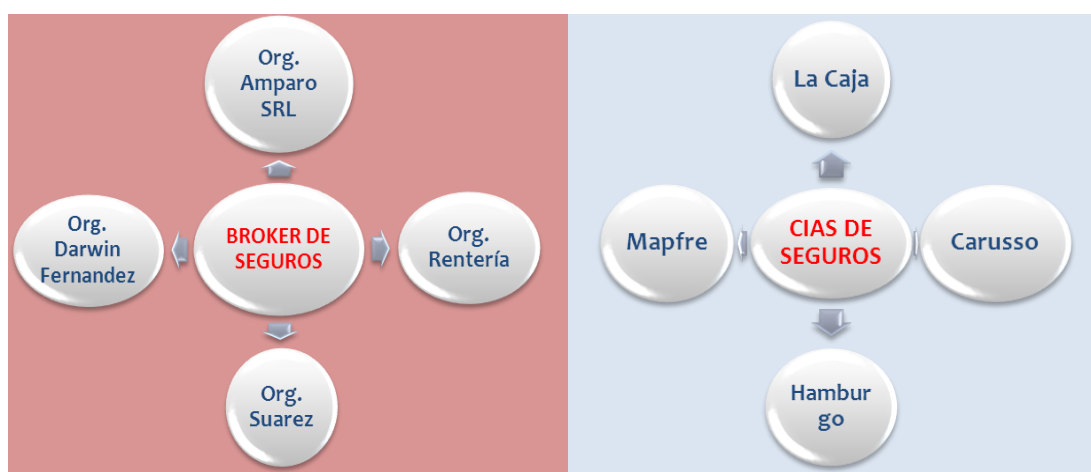 Org.
Amparo
SRL
Org.
Darwin
Fernandez
BROKER DE
SEGUROS
Org.
Rentería
Org.
Suarez
La Caja
Mapfre
CIAS DE
SEGUROS
Carusso
Hambur
go